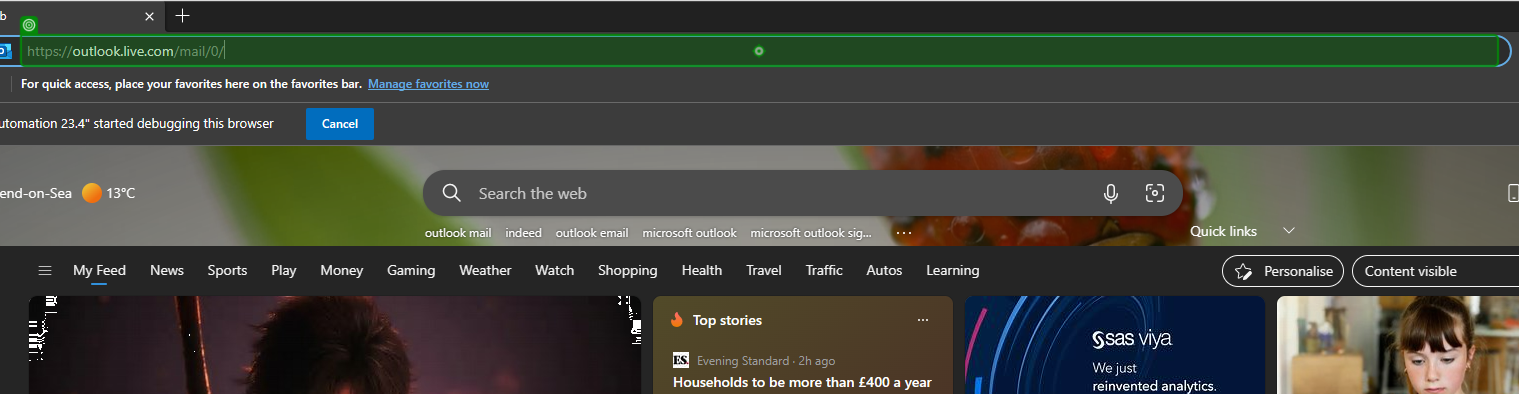 https://outlook.live.com/mail/0/
For quick access, place your favorites here on the favorites bar. Manage favorites now
utomation 23.4" started debugging this browser Cancel
end-on-Sea 13°C Search the web
outlook mail indeed outlook email microsoft outlook microsoft outlook sig... ... Quick links
My Feed News Sports Play Money Gaming Weather Watch Shopping Health Travel Traffic Autos Learning Personalise Content visible
Top stories ...
ES Evening Standard · 2h ago
Households to be more than £400 a year
sas viya
We just
reinvented analytics.